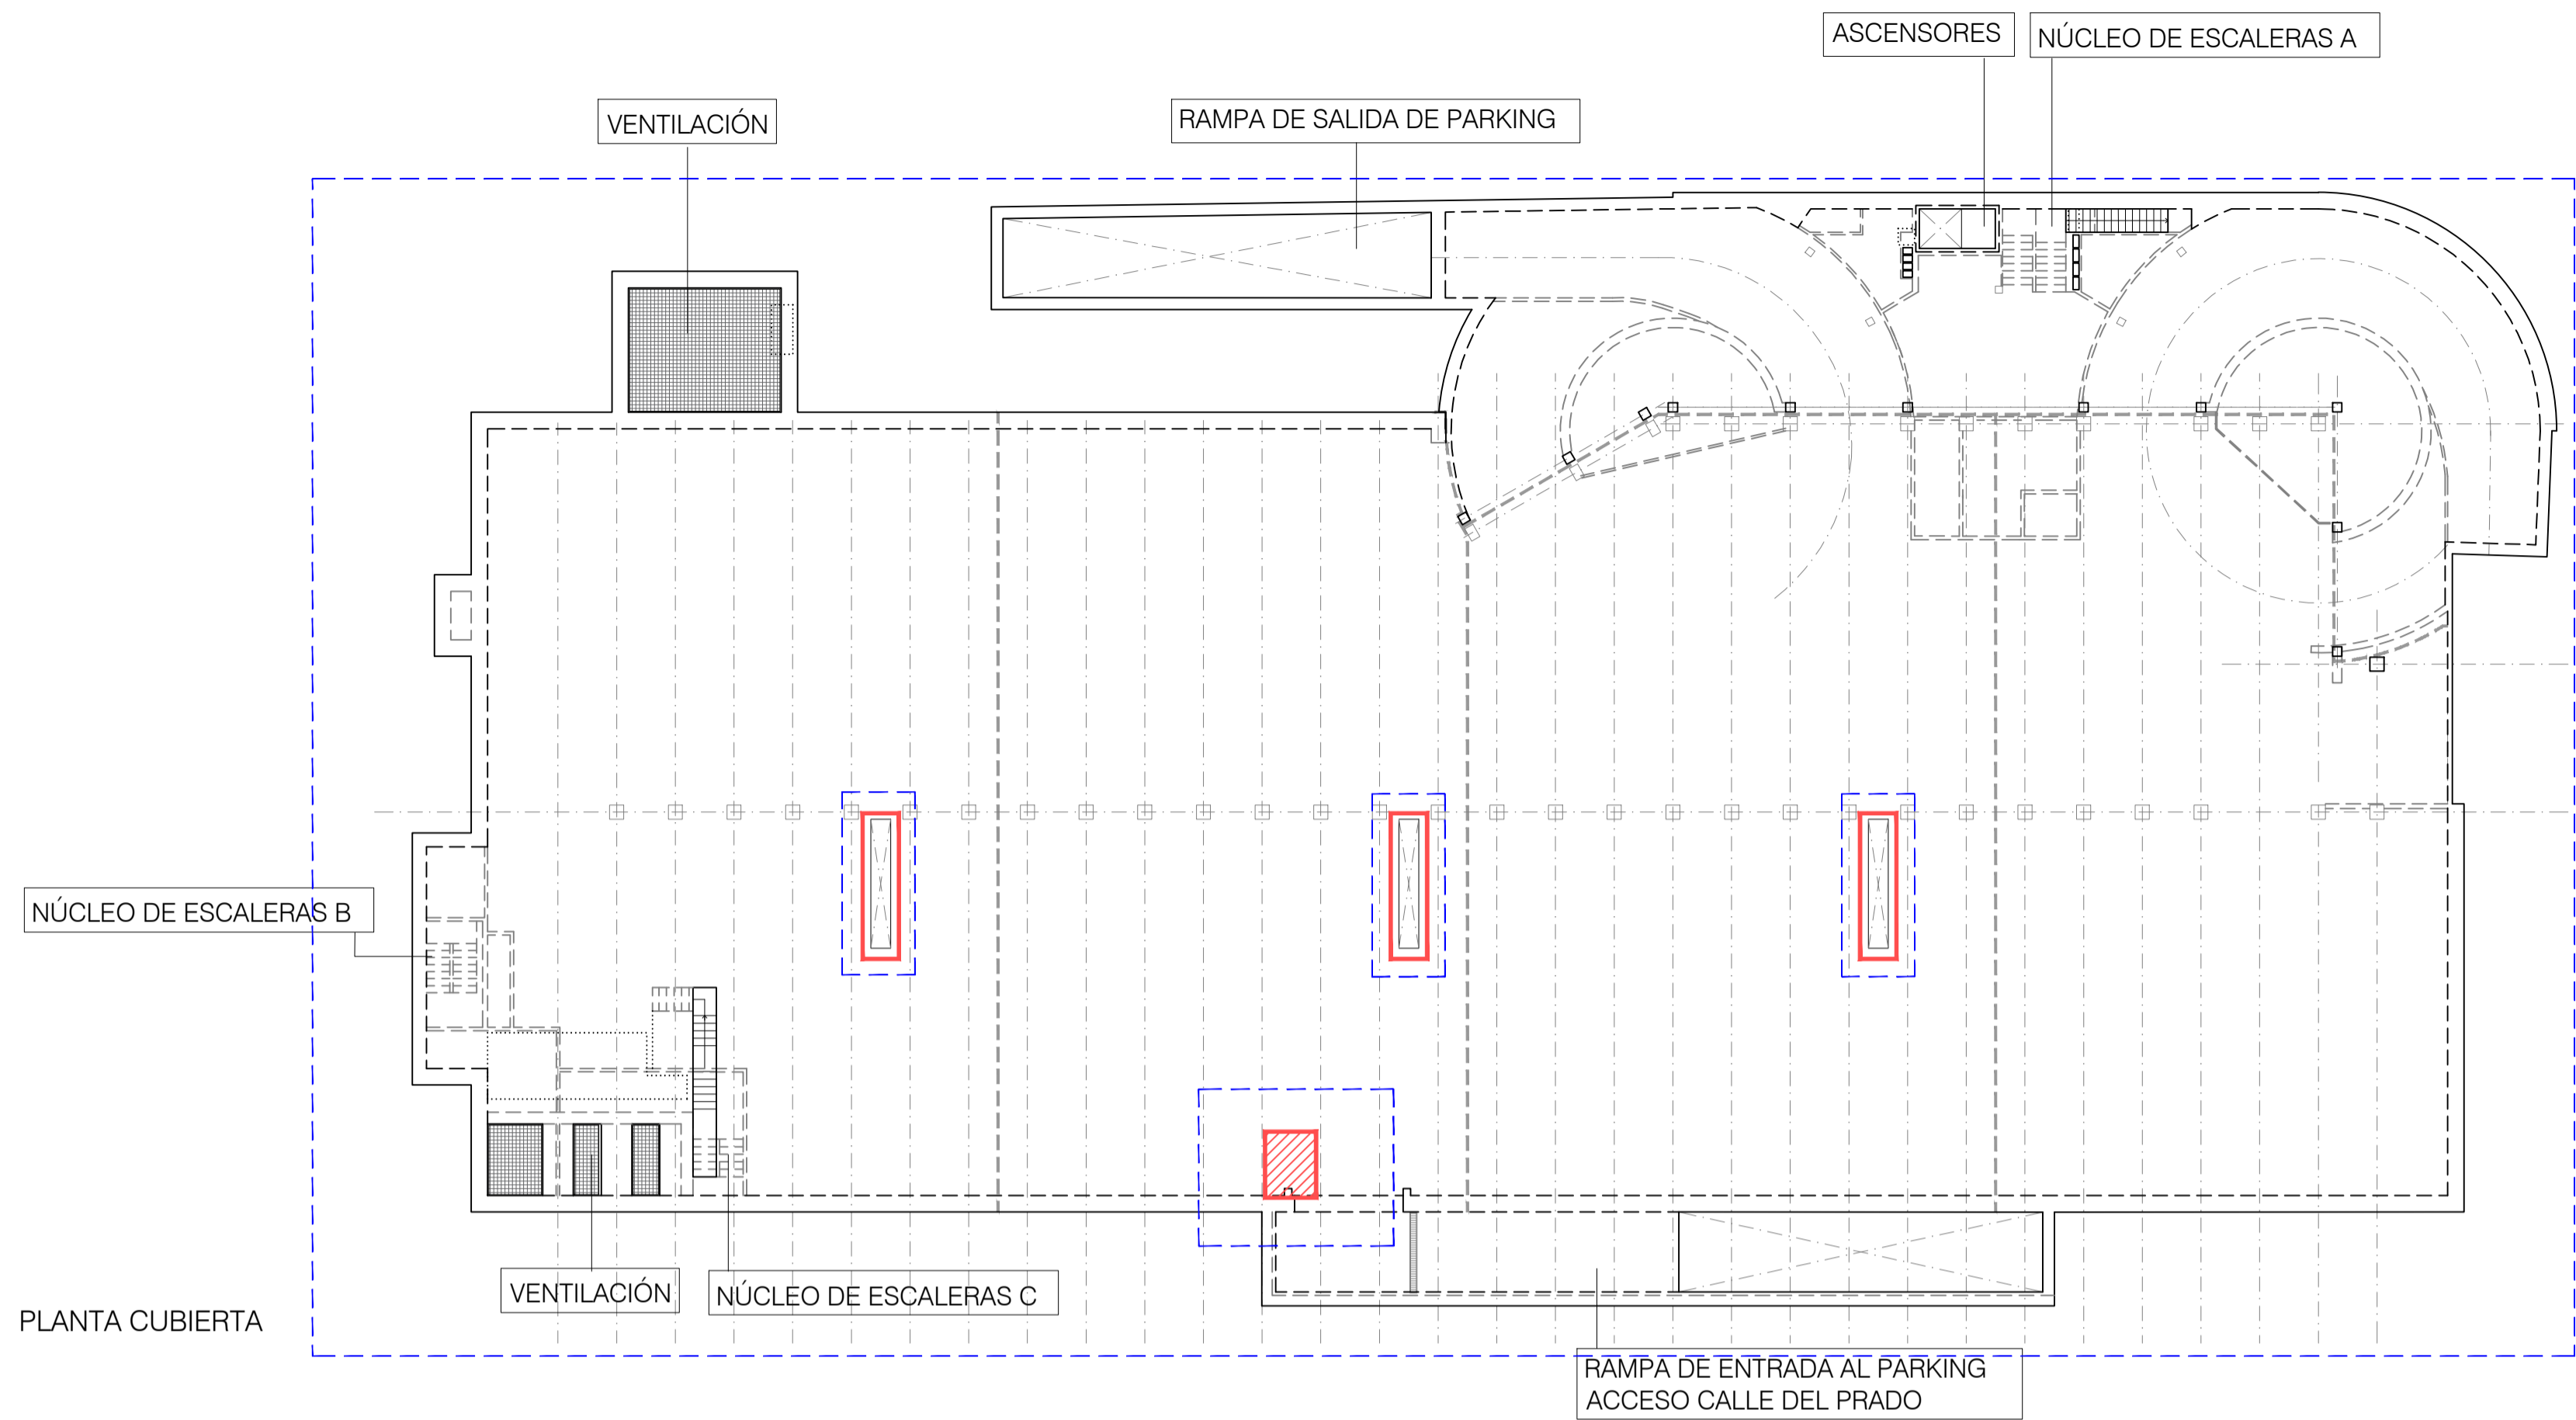 ASCENSORES
NÚCLEO DE ESCALERAS A
VENTILACIÓN
RAMPA DE SALIDA DE PARKING
NÚCLEO DE ESCALERAS B
VENTILACIÓN
NÚCLEO DE ESCALERAS C
PLANTA CUBIERTA
RAMPA DE ENTRADA AL PARKING
ACCESO CALLE DEL PRADO